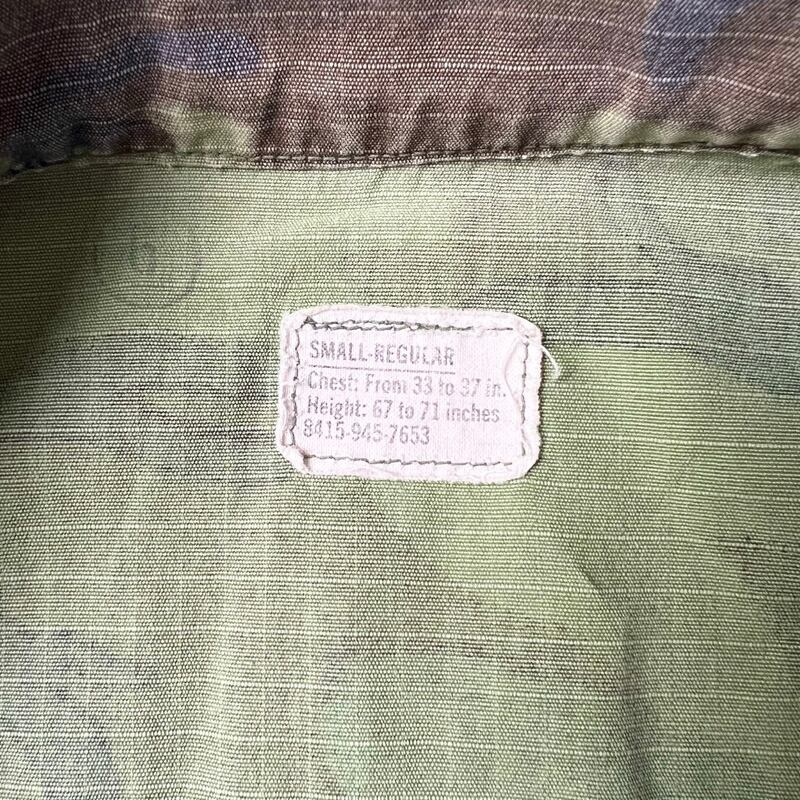 SMALL-REGULAR
Chest: From 33 to 37 in.
Height: 67 to 71 inches
8415-945-7653